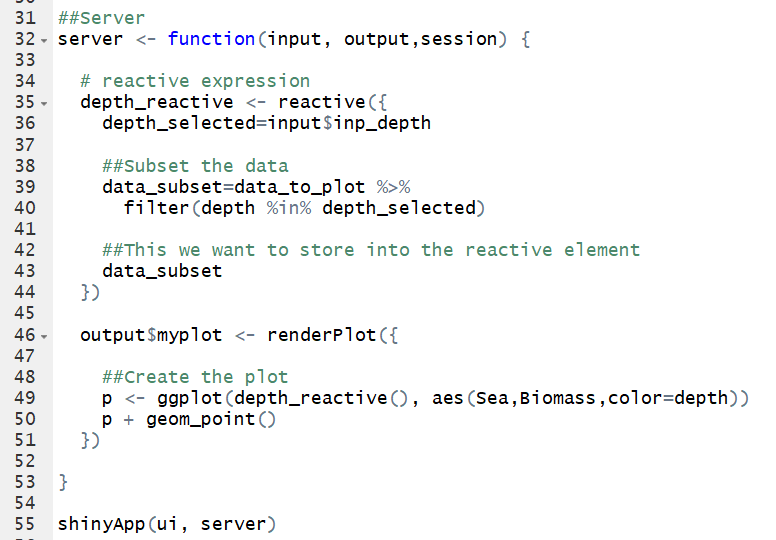 31 ##Server
32 server <- function(input, output,session) {
33
34   # reactive expression
35   depth_reactive <- reactive({
36     depth_selected=input$inp_depth
37
38     ##Subset the data
39     data_subset=data_to_plot %>%
40       filter(depth %in% depth_selected)
41
42     ##This we want to store into the reactive element
43     data_subset
44   })
45
46   output$myplot <- renderPlot({
47
48     ##Create the plot
49     p <- ggplot(depth_reactive(), aes(Sea,Biomass,color=depth))
50     p + geom_point()
51   })
52
53 }
54
55 shinyApp(ui, server)